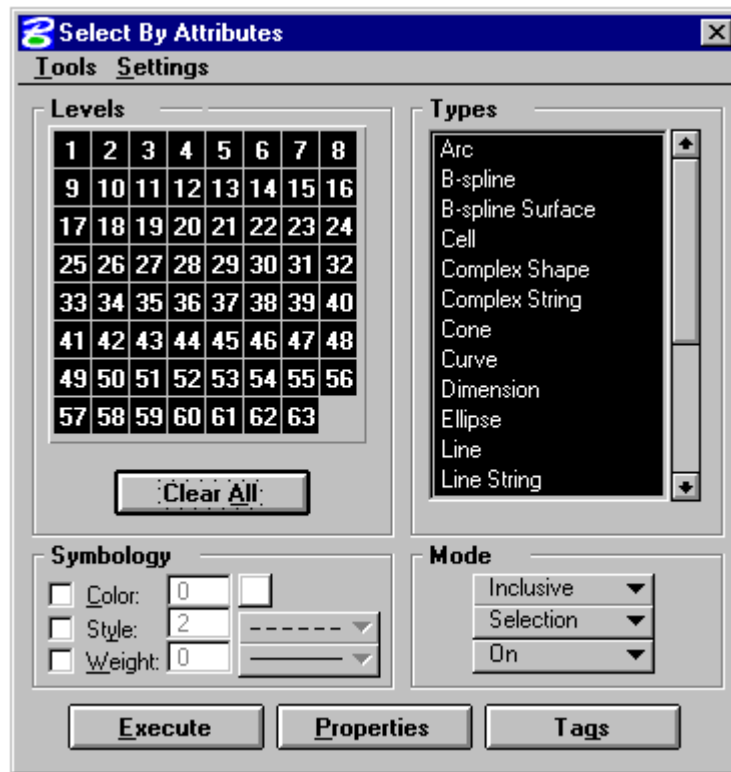 Select By Attributes
Tools Settings
Levels
1 2 3 4 5 6 7 8
9 10 11 12 13 14 15 16
17 18 19 20 21 22 23 24
25 26 27 28 29 30 31 32
33 34 35 36 37 38 39 40
41 42 43 44 45 46 47 48
49 50 51 52 53 54 55 56
57 58 59 60 61 62 63
Clear All
Types
Arc
B-spline
B-spline Surface
Cell
Complex Shape
Complex String
Cone
Curve
Dimension
Ellipse
Line
Line String
Symbology
Color: 0
Style: 2
Weight: 0
Mode
Inclusive
Selection
On
Execute Properties Tags